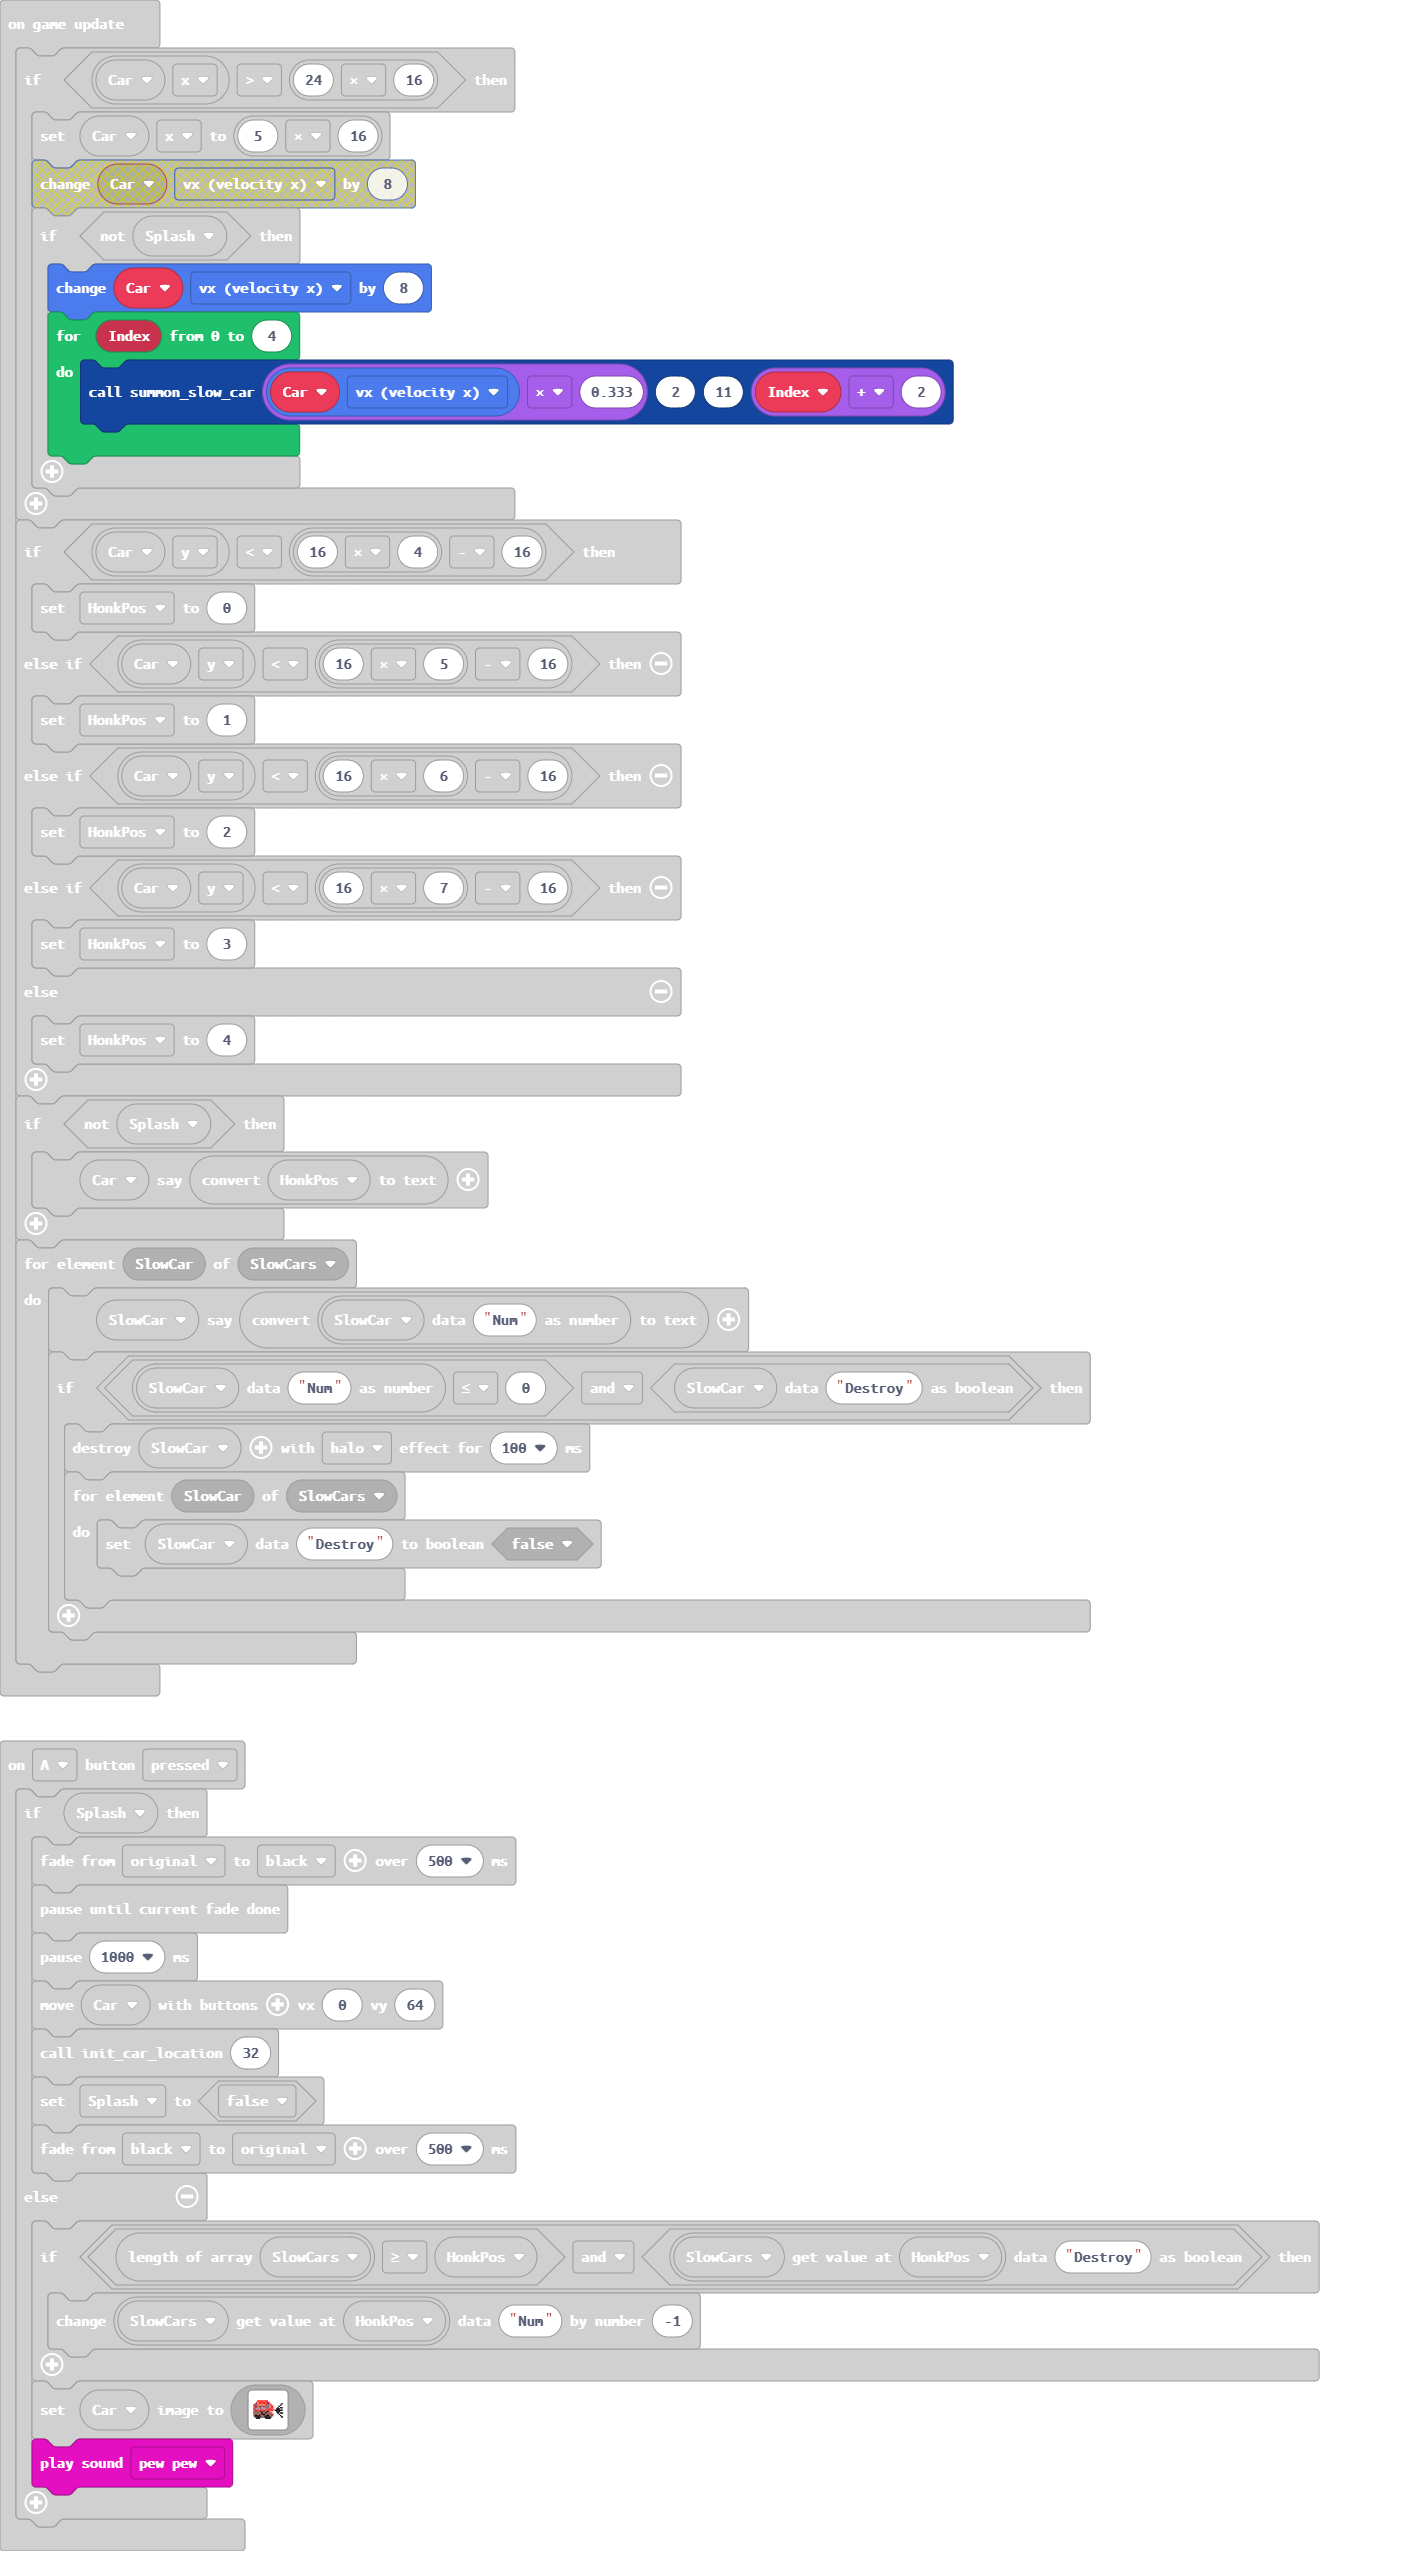 on game update
if Car x > 24 × 16 then
set Car x to 5 × 16
change Car vx (velocity x) by 8
if not Splash then
change Car vx (velocity x) by 8
for Index from 0 to 4
do call summon_slow_car Car vx (velocity x) × 0.333 2 11 Index + 2
if Car y < 16 × 4 - 16 then
set HonkPos to 0
else if Car y < 16 × 5 - 16 then
set HonkPos to 1
else if Car y < 16 × 6 - 16 then
set HonkPos to 2
else if Car y < 16 × 7 - 16 then
set HonkPos to 3
else
set HonkPos to 4
if not Splash then
Car say convert HonkPos to text
for element SlowCar of SlowCars
do SlowCar say convert SlowCar data "Num" as number to text
if SlowCar data "Num" as number ≤ 0 and SlowCar data "Destroy" as boolean then
destroy SlowCar with halo effect for 100 ms
for element SlowCar of SlowCars
do set SlowCar data "Destroy" to boolean false
on A button pressed
if Splash then
fade from original to black over 500 ms
pause until current fade done
pause 1000 ms
move Car with buttons vx 0 vy 64
call init_car_location 32
set Splash to false
fade from black to original over 500 ms
else
if length of array SlowCars ≥ HonkPos and SlowCars get value at HonkPos data "Destroy" as boolean then
change SlowCars get value at HonkPos data "Num" by number -1
set Car image to
play sound pew pew